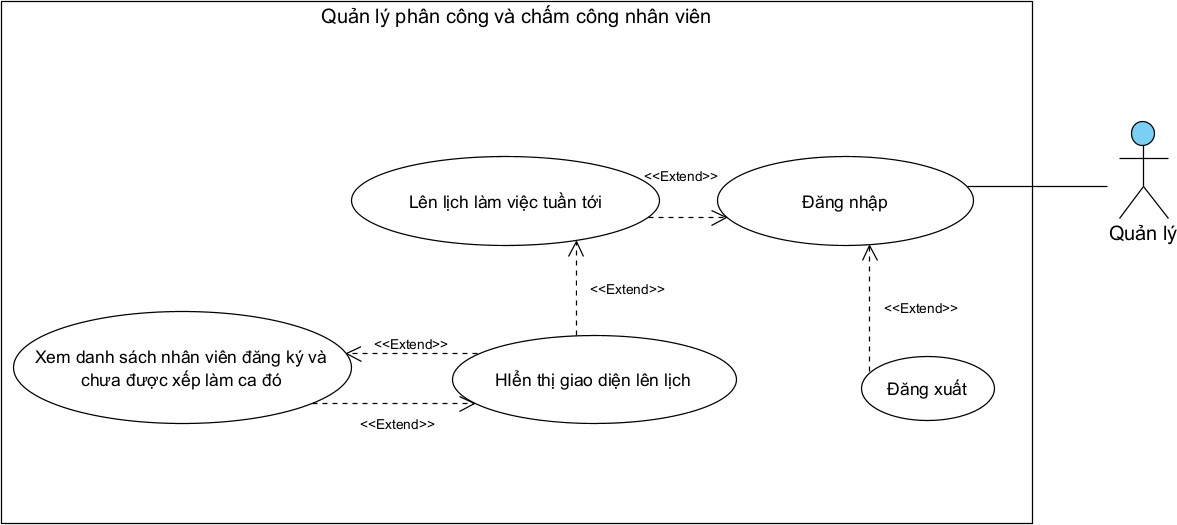 Quản lý phân công và chấm công nhân viên
<<Extend>>
Lên lịch làm việc tuần tới
Đăng nhập
Quản lý
<<Extend>>
<<Extend>>
<<Extend>>
Xem danh sách nhân viên đăng ký và
chưa được xếp làm ca đó
HIển thị giao diện lên lịch
Đăng xuất
<<Extend>>